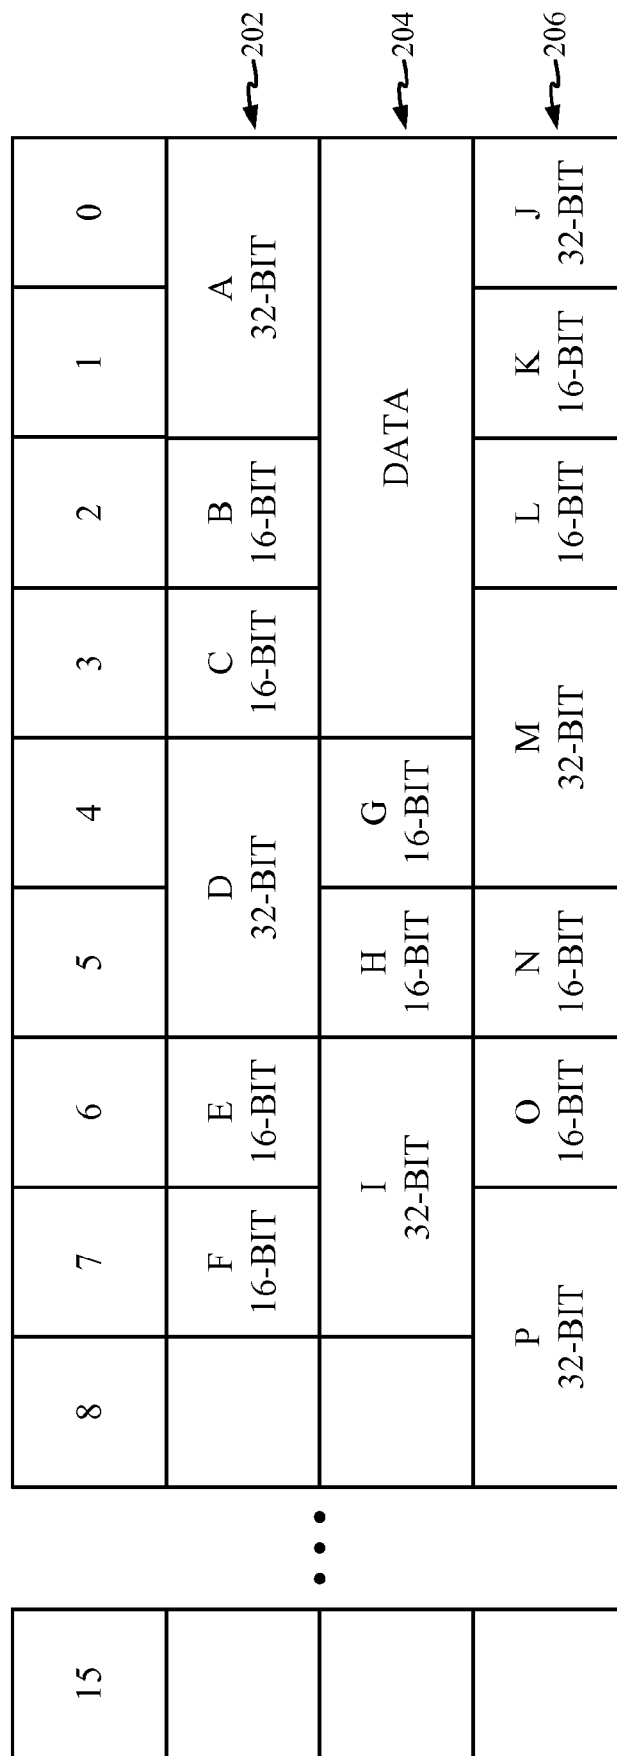 15 8 7 6 5 4 3 2 1 0
F E D C B A 202
16-BIT 16-BIT 32-BIT 16-BIT 16-BIT 32-BIT
I H G DATA 204
32-BIT 16-BIT 16-BIT
P O N M L K J 206
32-BIT 16-BIT 16-BIT 32-BIT 16-BIT 16-BIT 32-BIT